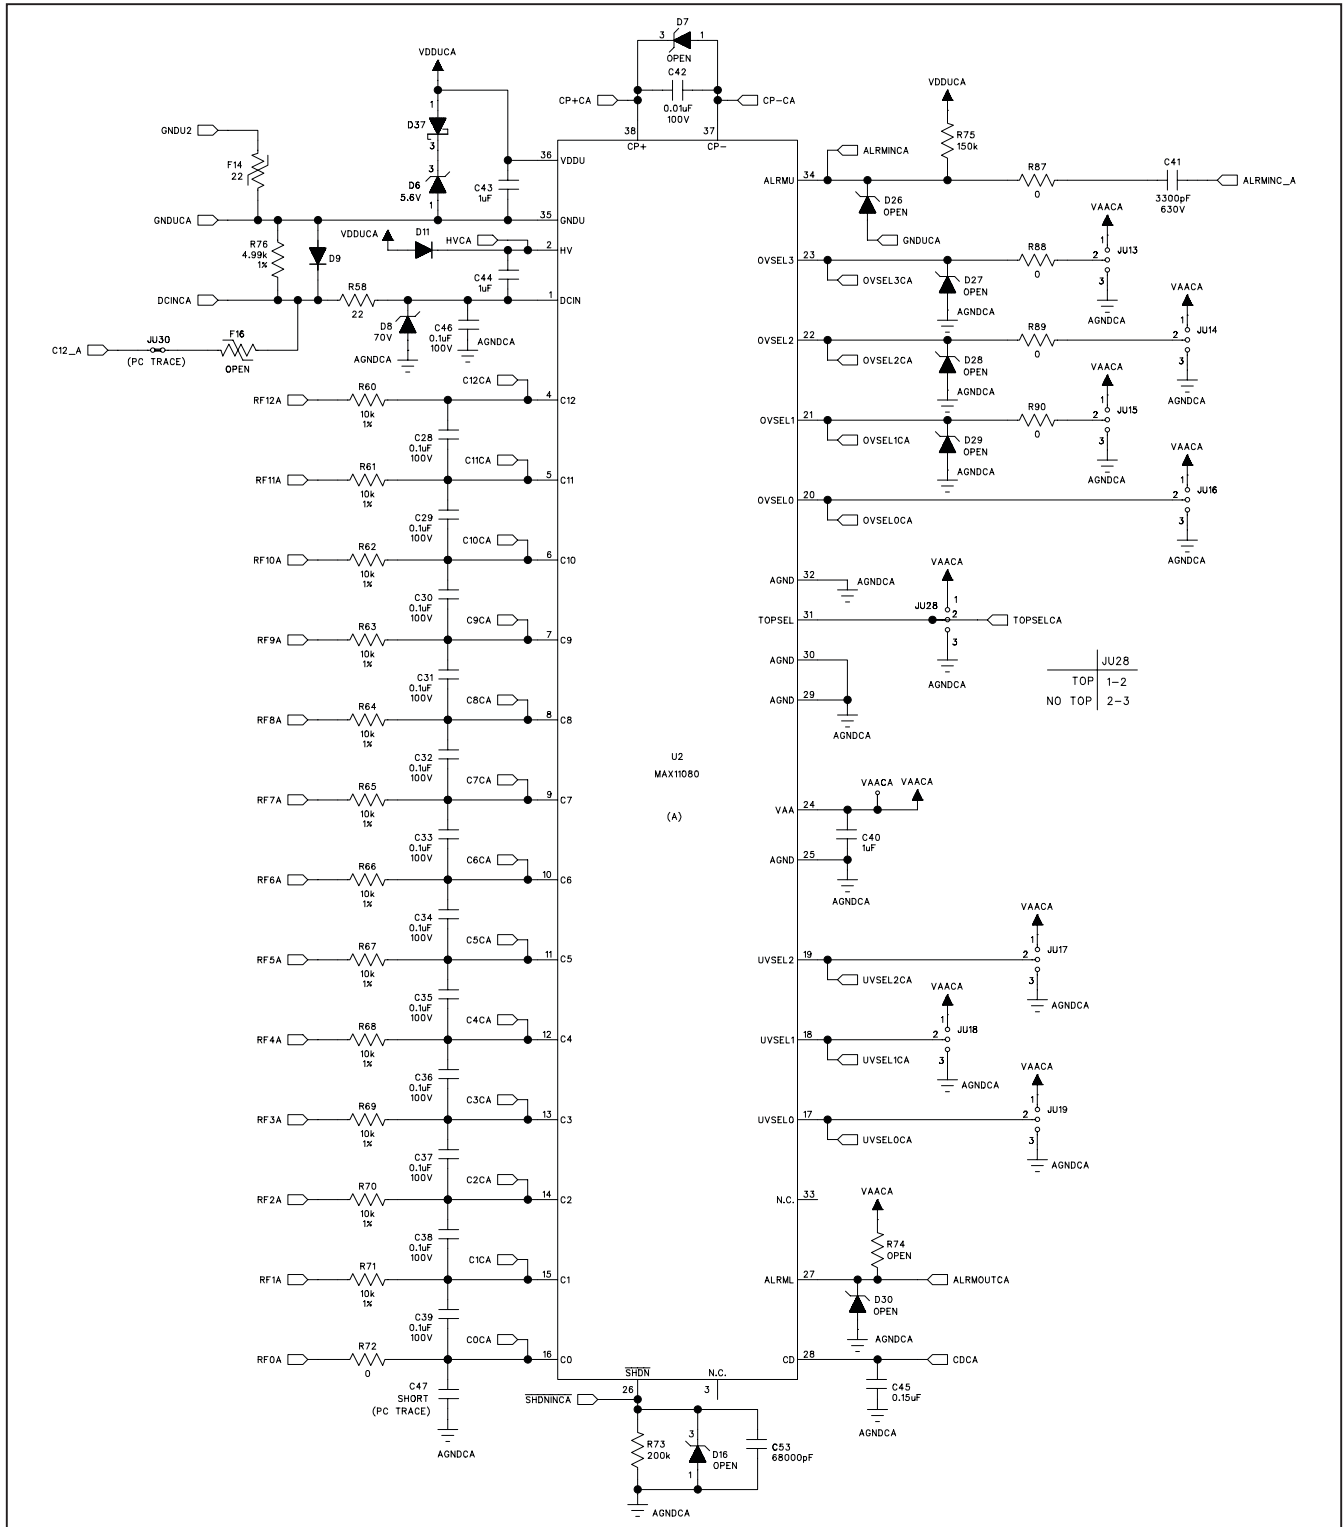 D7
3
1
OPEN
C42
0.01uF
100V
CP+CA
CP-CA
38
37
CP+
CP-
VDDUCA
1
D37
3
3
D6
5.6V
1
GNDU2
F14
22
GNDUCA
36
VDDU
C43
1uF
35
GNDU
R76
4.99k
1%
D9
VDDUCA
D11
HVCA
2
HV
C44
1uF
DCINCA
R58
22
1
DCIN
D8
70V
AGNDCA
C46
0.1uF
100V
AGNDCA
C12_A
JU30
(PC TRACE)
F16
OPEN
VDDUCA
R75
150k
ALRMINCA
ALRMU
34
R87
0
C41
3300pF
630V
ALRMINC_A
D26
OPEN
GNDUCA
VAACA
OVSEL3
23
R88
0
1
2
3
JU13
OVSEL3CA
D27
OPEN
AGNDCA
AGNDCA
VAACA
OVSEL2
22
R89
0
1
2
3
JU14
OVSEL2CA
D28
OPEN
AGNDCA
AGNDCA
VAACA
OVSEL1
21
R90
0
1
2
3
JU15
OVSEL1CA
D29
OPEN
AGNDCA
AGNDCA
VAACA
OVSEL0
20
1
2
3
JU16
OVSEL0CA
AGNDCA
AGND
32
AGNDCA
VAACA
TOPSEL
31
JU28
1
2
3
TOPSELCA
AGNDCA
AGND
30
AGND
29
AGNDCA
JU28
TOP 1-2
NO TOP 2-3
U2
MAX11080
(A)
VAA
24
VAACA
VAACA
C40
1uF
AGND
25
AGNDCA
VAACA
UVSEL2
19
1
2
3
JU17
UVSEL2CA
AGNDCA
VAACA
UVSEL1
18
1
2
3
JU18
UVSEL1CA
AGNDCA
VAACA
UVSEL0
17
1
2
3
JU19
UVSEL0CA
AGNDCA
N.C.
33
VAACA
R74
OPEN
ALRML
27
ALRMOUTCA
D30
OPEN
AGNDCA
CD
28
CDCA
C45
0.15uF
AGNDCA
RF12A
R60
10k
1%
C12CA
4
C12
C28
0.1uF
100V
RF11A
R61
10k
1%
C11CA
5
C11
C29
0.1uF
100V
RF10A
R62
10k
1%
C10CA
6
C10
C30
0.1uF
100V
RF9A
R63
10k
1%
C9CA
7
C9
C31
0.1uF
100V
RF8A
R64
10k
1%
C8CA
8
C8
C32
0.1uF
100V
RF7A
R65
10k
1%
C7CA
9
C7
C33
0.1uF
100V
RF6A
R66
10k
1%
C6CA
10
C6
C34
0.1uF
100V
RF5A
R67
10k
1%
C5CA
11
C5
C35
0.1uF
100V
RF4A
R68
10k
1%
C4CA
12
C4
C36
0.1uF
100V
RF3A
R69
10k
1%
C3CA
13
C3
C37
0.1uF
100V
RF2A
R70
10k
1%
C2CA
14
C2
C38
0.1uF
100V
RF1A
R71
10k
1%
C1CA
15
C1
C39
0.1uF
100V
RF0A
R72
0
C0CA
16
C0
C47
SHORT
(PC TRACE)
AGNDCA
SHDN
26
N.C.
3
SHDNINCA
R73
200k
3
D16
OPEN
1
C53
68000pF
AGNDCA